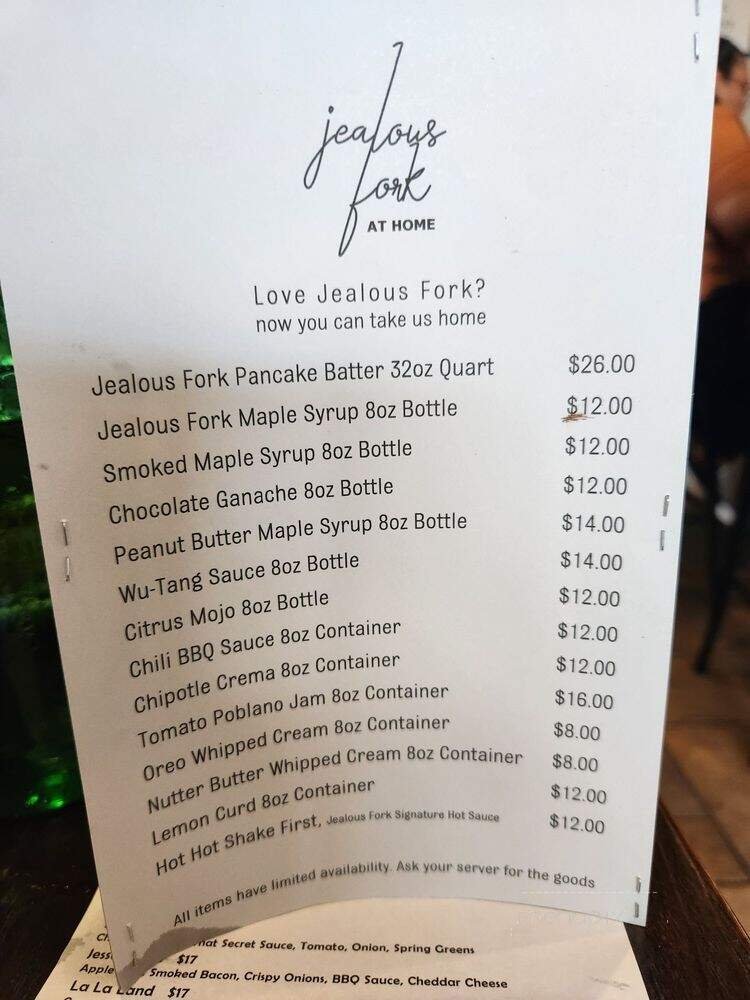 jealous
fork
AT HOME
Love Jealous Fork?
now you can take us home
Jealous Fork Pancake Batter 32oz Quart $26.00
Jealous Fork Maple Syrup 8oz Bottle $12.00
Smoked Maple Syrup 8oz Bottle $12.00
Chocolate Ganache 8oz Bottle $12.00
Peanut Butter Maple Syrup 8oz Bottle $14.00
Wu-Tang Sauce 8oz Bottle $14.00
Citrus Mojo 8oz Bottle $12.00
Chili BBQ Sauce 8oz Container $12.00
Chipotle Crema 8oz Container $12.00
Tomato Poblano Jam 8oz Container $16.00
Oreo Whipped Cream 8oz Container $8.00
Nutter Butter Whipped Cream 8oz Container $8.00
Lemon Curd 8oz Container $12.00
Hot Hot Shake First, Jealous Fork Signature Hot Sauce $12.00
All items have limited availability. Ask your server for the goods
Secret Sauce, Tomato, Onion, Spring Greens
$17
Apple Smoked Bacon, Crispy Onions, BBQ Sauce, Cheddar Cheese
La La Land $17